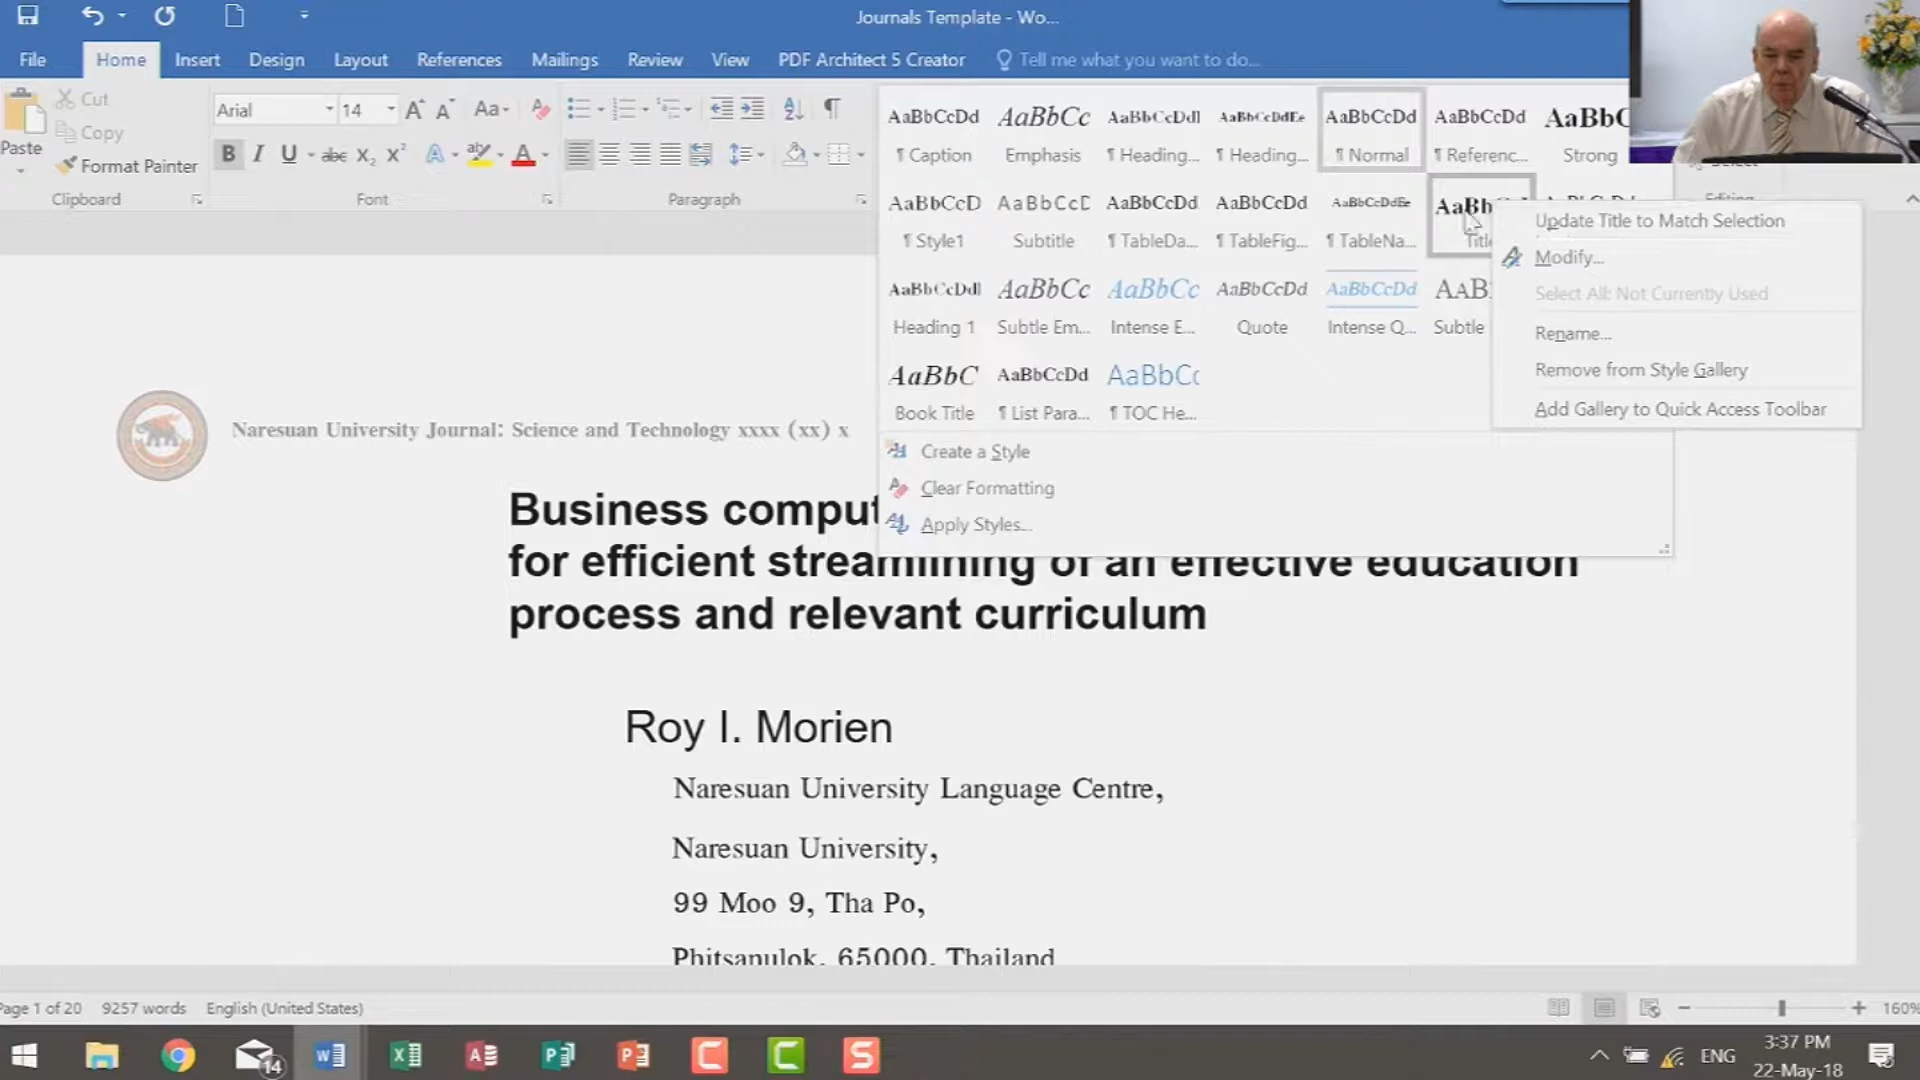 Journals Template - Wo...
File Home Insert Design Layout References Mailings Review View PDF Architect 5 Creator Tell me what you want to do...
Paste
Cut
Copy
Format Painter
Clipboard
Arial 14
Font
Paragraph
AaBbCcDd AaBbCc AaBbCcDdI AaBbCcDdEe AaBbCcDd AaBbCcDd AaBbC
¶ Caption Emphasis ¶ Heading... ¶ Heading... ¶ Normal ¶ Referenc... Strong
AaBbCcD AaBbCcD AaBbCcDd AaBbCcDd AaBbCcDdEe
¶ Style1 Subtitle ¶ TableDa... ¶ TableFig... ¶ TableNa... Title
AaBbCcDdI AaBbCc AaBbCc AaBbCcDd AaBbCcDd AAB
Heading 1 Subtle Em... Intense E... Quote Intense Q... Subtle
AaBbC AaBbCcDd AaBbCc
Book Title ¶ List Para... ¶ TOC He...
Create a Style
Clear Formatting
Apply Styles...
Update Title to Match Selection
Modify...
Select All: Not Currently Used
Rename...
Remove from Style Gallery
Add Gallery to Quick Access Toolbar
Naresuan University Journal: Science and Technology xxxx (xx) x
Business comput
for efficient streamlining of an effective education
process and relevant curriculum
Roy I. Morien
Naresuan University Language Centre,
Naresuan University,
99 Moo 9, Tha Po,
Phitsanulok, 65000, Thailand
Page 1 of 20 9257 words English (United States) 160%
14
ENG
3:37 PM
22-May-18